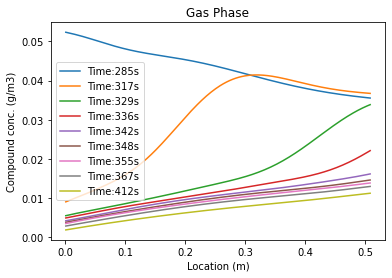 Gas Phase
Compound conc. (g/m3)
0.05
0.04
0.03
0.02
0.01
0.00
Time:285s
Time:317s
Time:329s
Time:336s
Time:342s
Time:348s
Time:355s
Time:367s
Time:412s
0.0 0.1 0.2 0.3 0.4 0.5
Location (m)